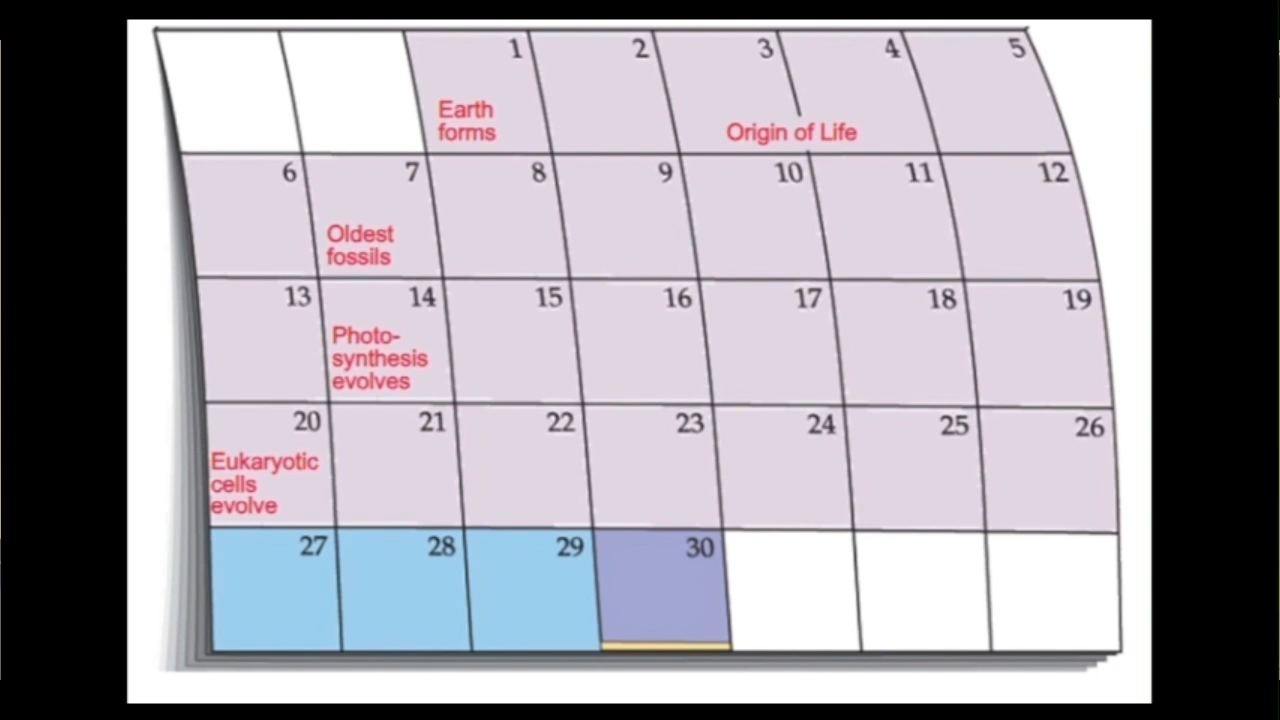 1 2 3 4 5
Earth
forms
Origin of Life
6 7 8 9 10 11 12
Oldest
fossils
13 14 15 16 17 18 19
Photo-
synthesis
evolves
20 21 22 23 24 25 26
Eukaryotic
cells
evolve
27 28 29 30